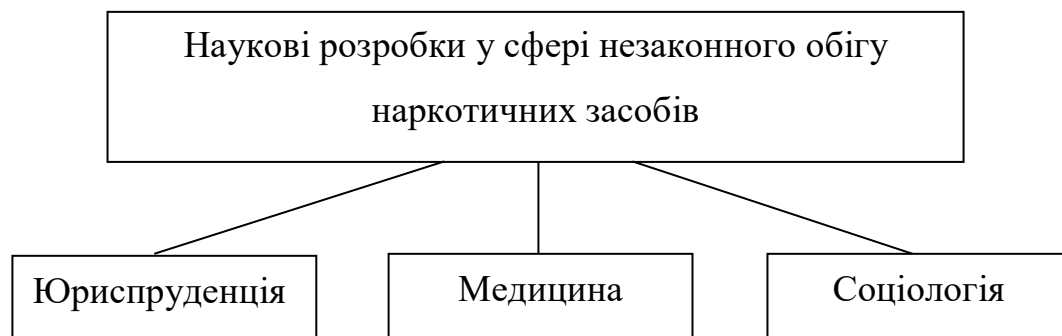 Наукові розробки у сфері незаконного обігу
наркотичних засобів
Юриспруденція
Медицина
Соціологія